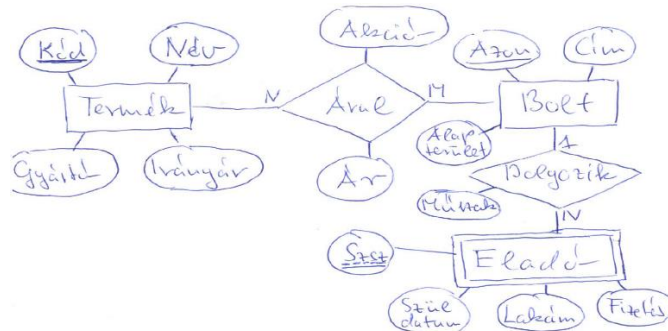 Akció
Kód
Név
Azon
Cím
Termék
N
Árul
M
Bolt
Alap
terület
Gyártó
Irányár
Ár
1
Dolgozik
Műszak
N
Szsz
Eladó
Szül
datum
Lakcím
Fizetés